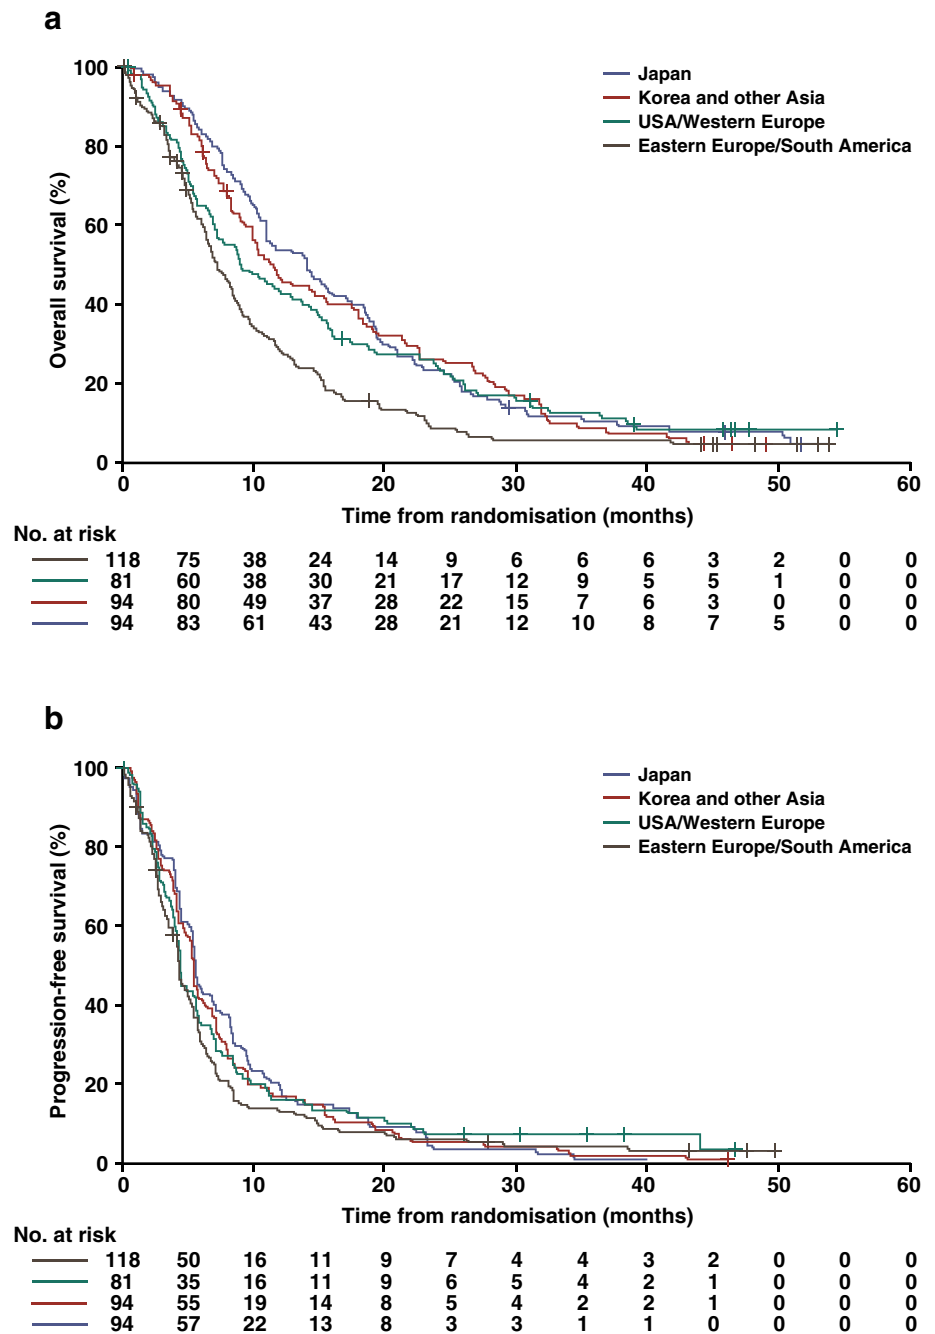 a
100
80
60
40
20
0
Overall survival (%)
Japan
Korea and other Asia
USA/Western Europe
Eastern Europe/South America
0 10 20 30 40 50 60
Time from randomisation (months)
No. at risk
118 75 38 24 14 9 6 6 6 3 2 0 0
81 60 38 30 21 17 12 9 5 5 1 0 0
94 80 49 37 28 22 15 7 6 3 0 0 0
94 83 61 43 28 21 12 10 8 7 5 0 0
b
100
80
60
40
20
0
Progression-free survival (%)
Japan
Korea and other Asia
USA/Western Europe
Eastern Europe/South America
0 10 20 30 40 50 60
Time from randomisation (months)
No. at risk
118 50 16 11 9 7 4 4 3 2 0 0 0
81 35 16 11 9 6 5 4 2 1 0 0 0
94 55 19 14 8 5 4 2 2 1 0 0 0
94 57 22 13 8 3 3 1 1 0 0 0 0